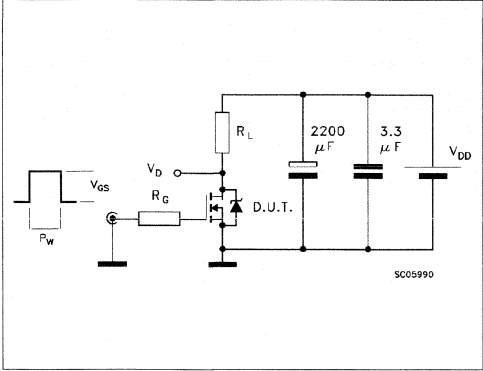 R_L
2200
μF
3.3
μF
V_DD
V_D
V_GS
R_G
D.U.T.
P_W
SC05990